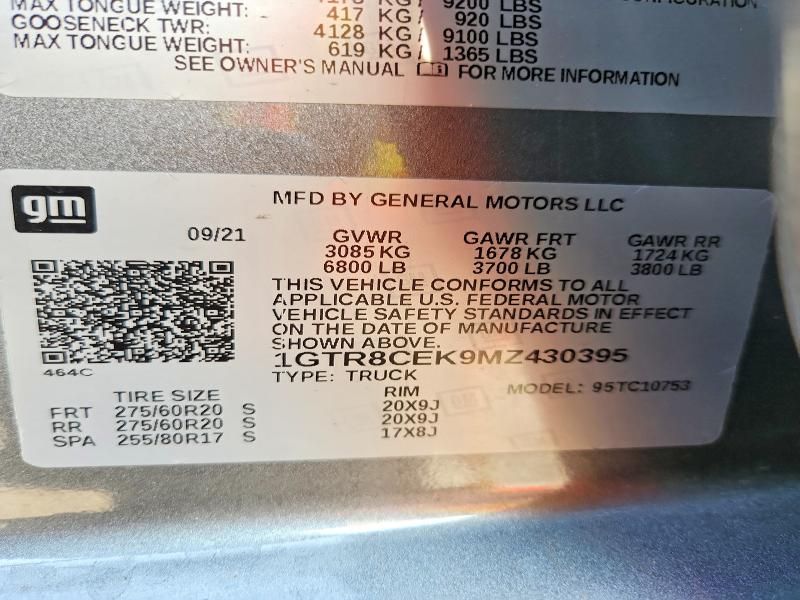 MAX TONGUE WEIGHT: 417 KG / 920 LBS
GOOSENECK TWR: 4128 KG / 9100 LBS
MAX TONGUE WEIGHT: 619 KG / 1365 LBS
SEE OWNER'S MANUAL FOR MORE INFORMATION
gm
MFD BY GENERAL MOTORS LLC
09/21
GVWR GAWR FRT GAWR RR
3085 KG 1678 KG 1724 KG
6800 LB 3700 LB 3800 LB
THIS VEHICLE CONFORMS TO ALL
APPLICABLE U.S. FEDERAL MOTOR
VEHICLE SAFETY STANDARDS IN EFFECT
ON THE DATE OF MANUFACTURE
SHOWN ABOVE.
1GTR8CEK9MZ430395
464C
TYPE: TRUCK
MODEL: 95TC10753
TIRE SIZE RIM
FRT 275/60R20 S 20X9J
RR 275/60R20 S 20X9J
SPA 255/80R17 S 17X8J